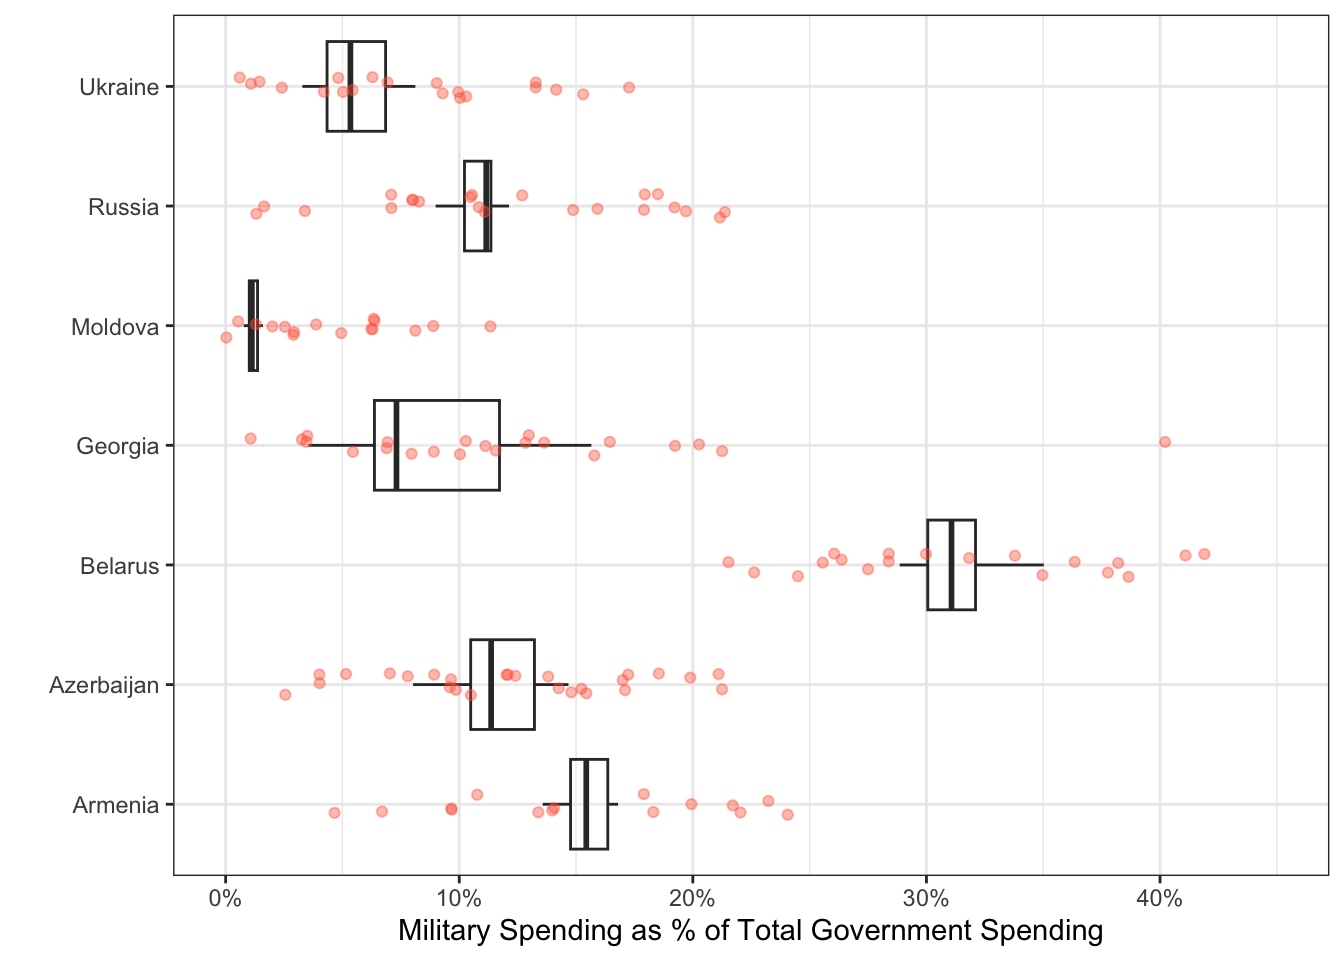 Ukraine
Russia
Moldova
Georgia
Belarus
Azerbaijan
Armenia
0% 10% 20% 30% 40%
Military Spending as % of Total Government Spending